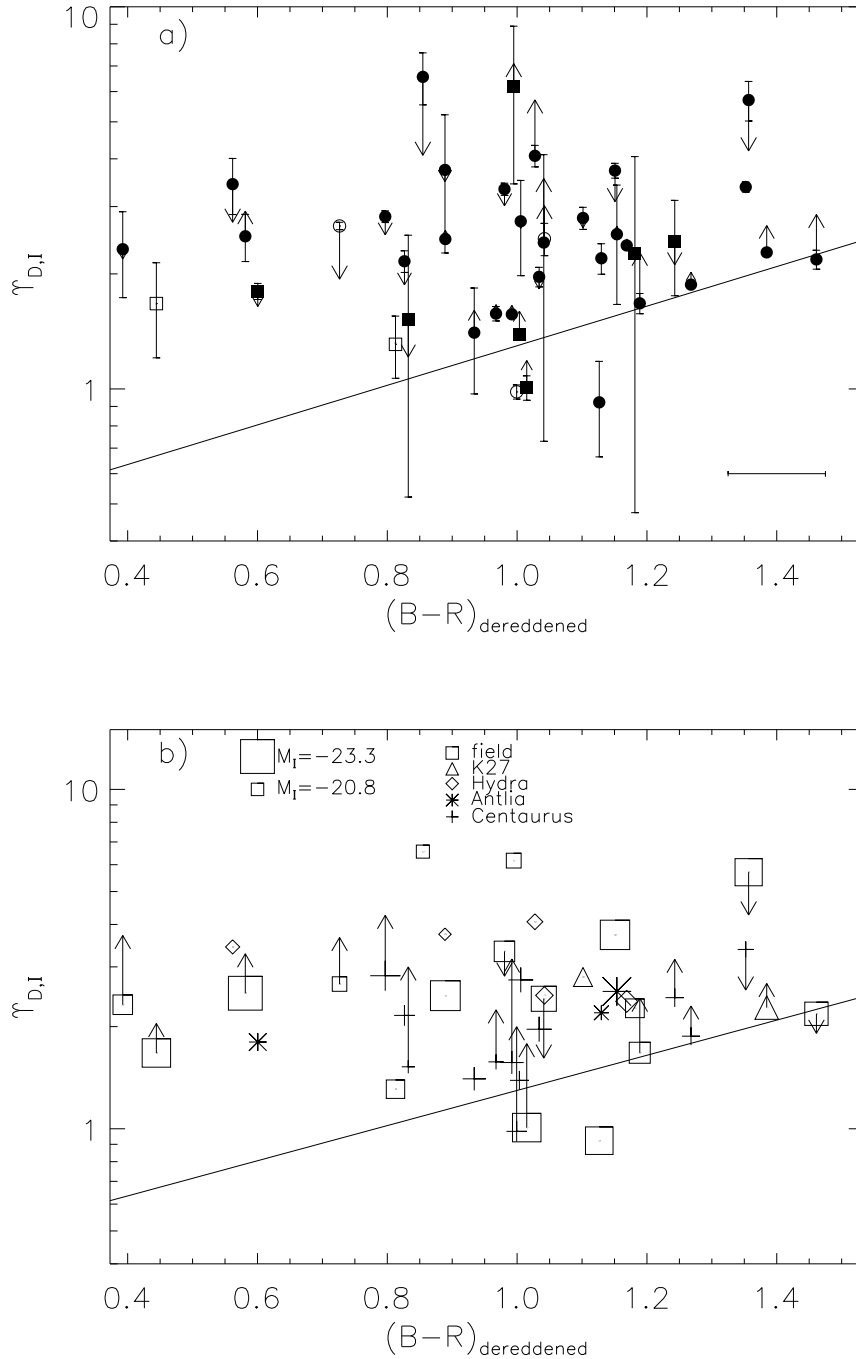 a)
10
1
ϒD,I
0.4 0.6 0.8 1.0 1.2 1.4
(B−R)dereddened
b)
MI=−23.3
MI=−20.8
field
K27
Hydra
Antlia
Centaurus
10
1
ϒD,I
0.4 0.6 0.8 1.0 1.2 1.4
(B−R)dereddened